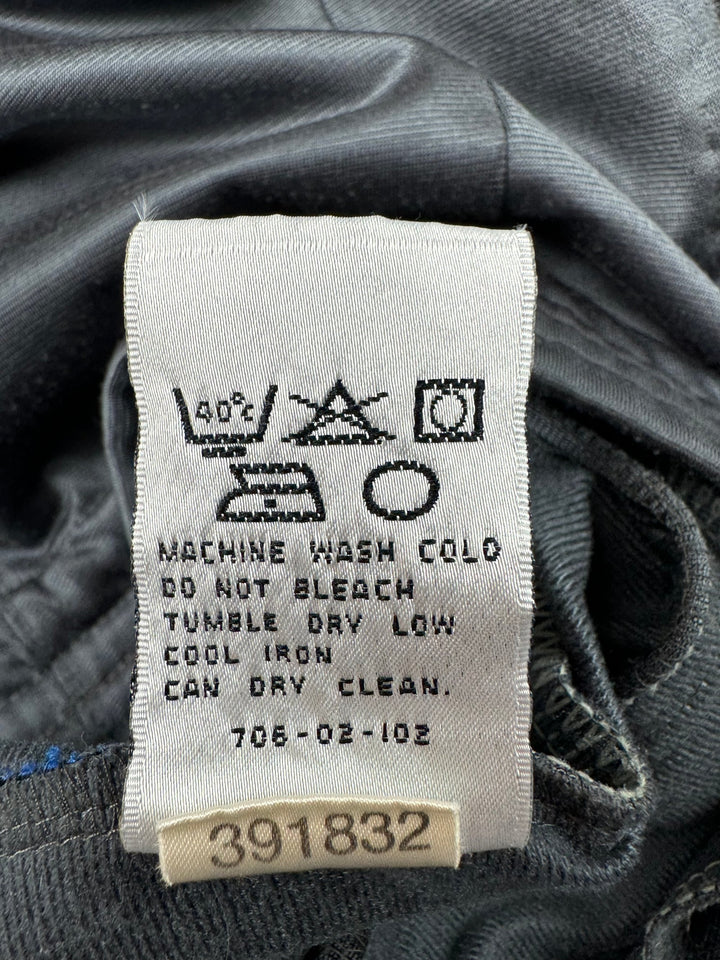 40°c
MACHINE WASH COLD
DO NOT BLEACH
TUMBLE DRY LOW
COOL IRON
CAN DRY CLEAN.
706-02-102
391832